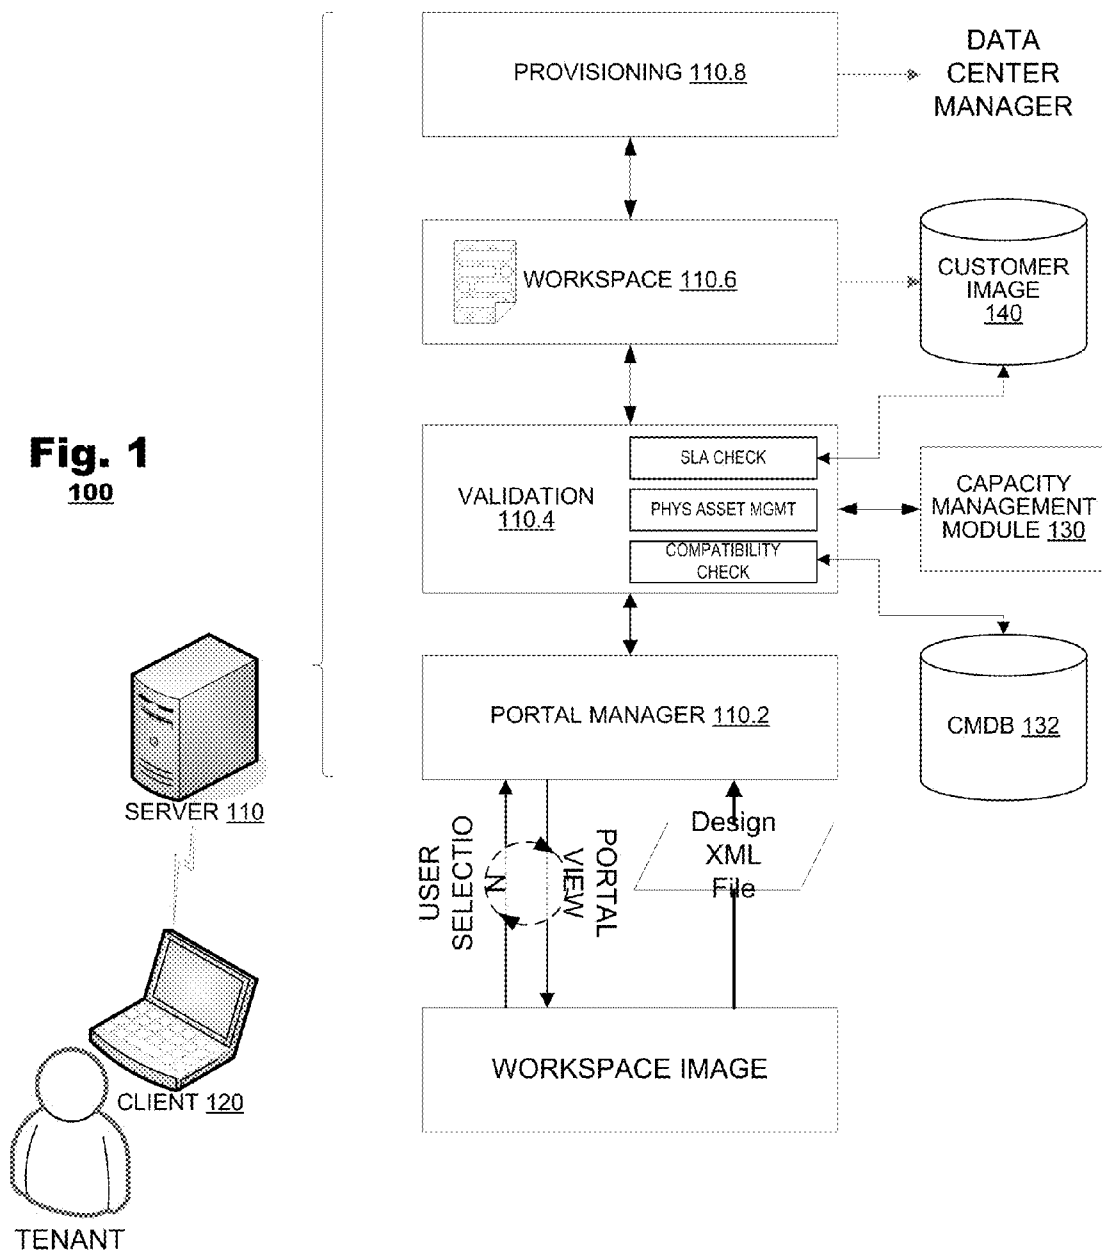 PROVISIONING 110.8
DATA
CENTER
MANAGER
WORKSPACE 110.6
CUSTOMER
IMAGE
140
Fig. 1
100
VALIDATION
110.4
SLA CHECK
PHYS ASSET MGMT
COMPATIBILITY
CHECK
CAPACITY
MANAGEMENT
MODULE 130
PORTAL MANAGER 110.2
CMDB 132
SERVER 110
USER
SELECTIO
N
PORTAL
VIEW
Design
XML
File
WORKSPACE IMAGE
CLIENT 120
TENANT